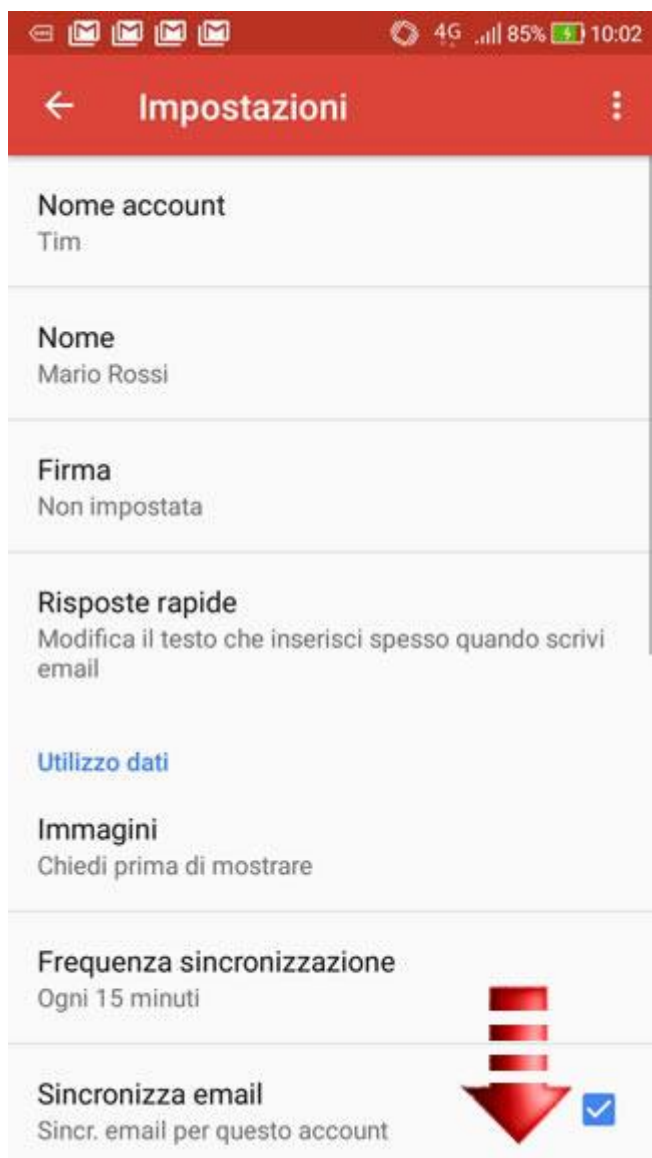 4G 85% 10:02
Impostazioni
Nome account
Tim
Nome
Mario Rossi
Firma
Non impostata
Risposte rapide
Modifica il testo che inserisci spesso quando scrivi
email
Utilizzo dati
Immagini
Chiedi prima di mostrare
Frequenza sincronizzazione
Ogni 15 minuti
Sincronizza email
Sincr. email per questo account